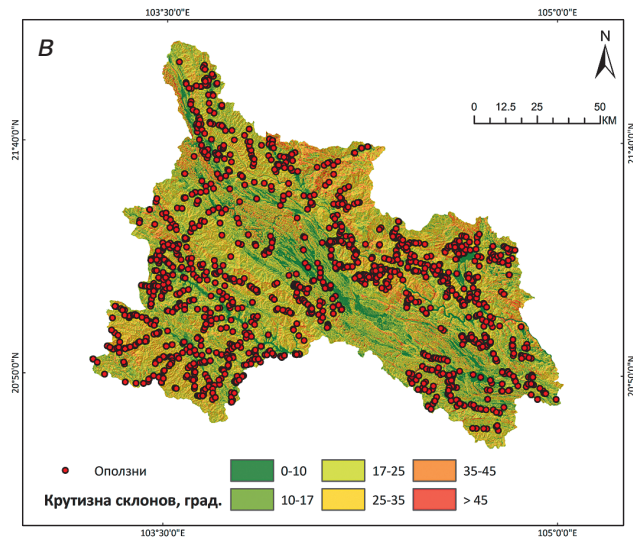 103°30'0"E 105°0'0"E
В
N
0 12.5 25 50
КМ
21°40'0"N 21°40'0"N
20°50'0"N 20°50'0"N
Оползни 0-10 17-25 35-45
Крутизна склонов, град. 10-17 25-35 > 45
103°30'0"E 105°0'0"E